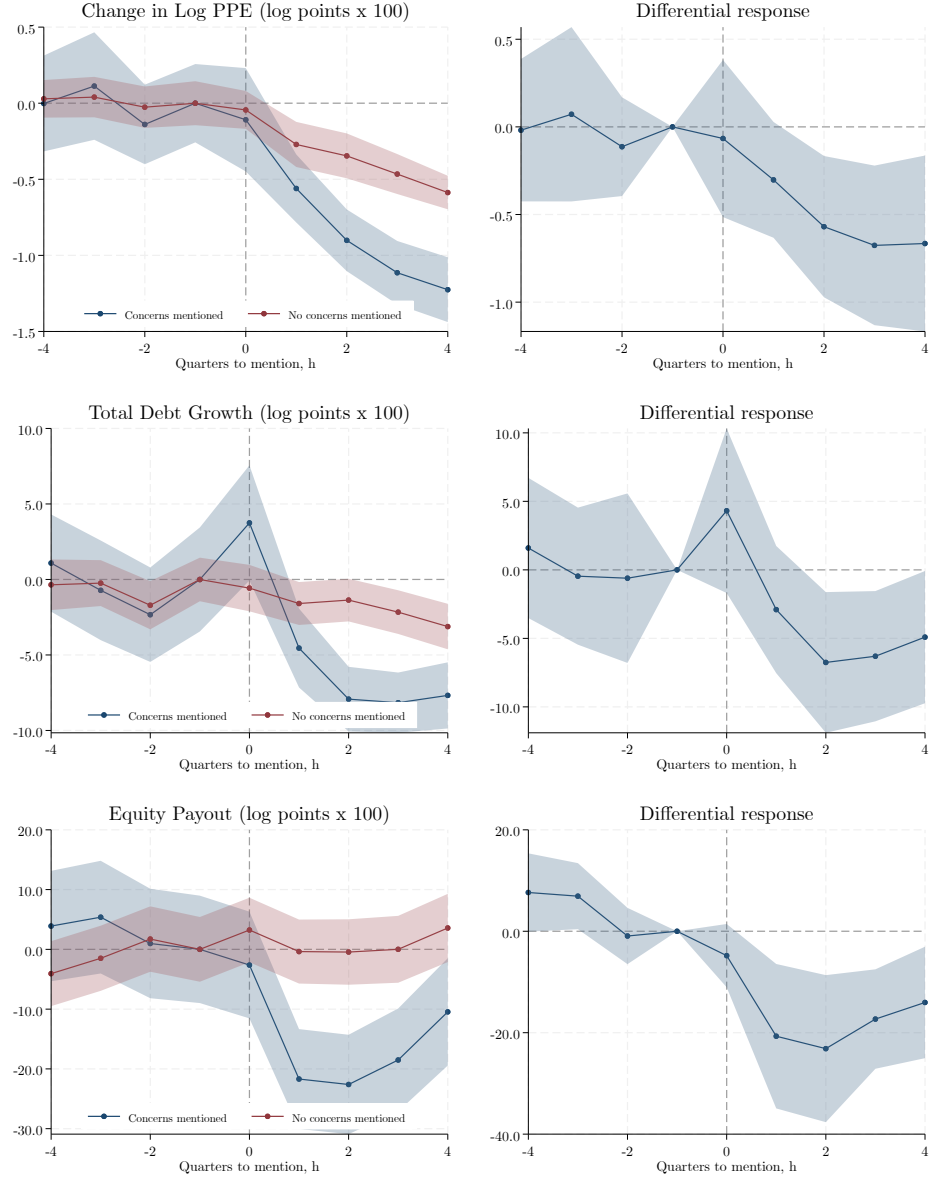 Change in Log PPE (log points x 100)
0.5
0.0
-0.5
-1.0
-1.5
Concerns mentioned
No concerns mentioned
-4 -2 0 2 4
Quarters to mention, h
Differential response
0.5
0.0
-0.5
-1.0
-4 -2 0 2 4
Quarters to mention, h
Total Debt Growth (log points x 100)
10.0
5.0
0.0
-5.0
-10.0
Concerns mentioned
No concerns mentioned
-4 -2 0 2 4
Quarters to mention, h
Differential response
10.0
5.0
0.0
-5.0
-10.0
-4 -2 0 2 4
Quarters to mention, h
Equity Payout (log points x 100)
20.0
10.0
0.0
-10.0
-20.0
-30.0
Concerns mentioned
No concerns mentioned
-4 -2 0 2 4
Quarters to mention, h
Differential response
20.0
0.0
-20.0
-40.0
-4 -2 0 2 4
Quarters to mention, h